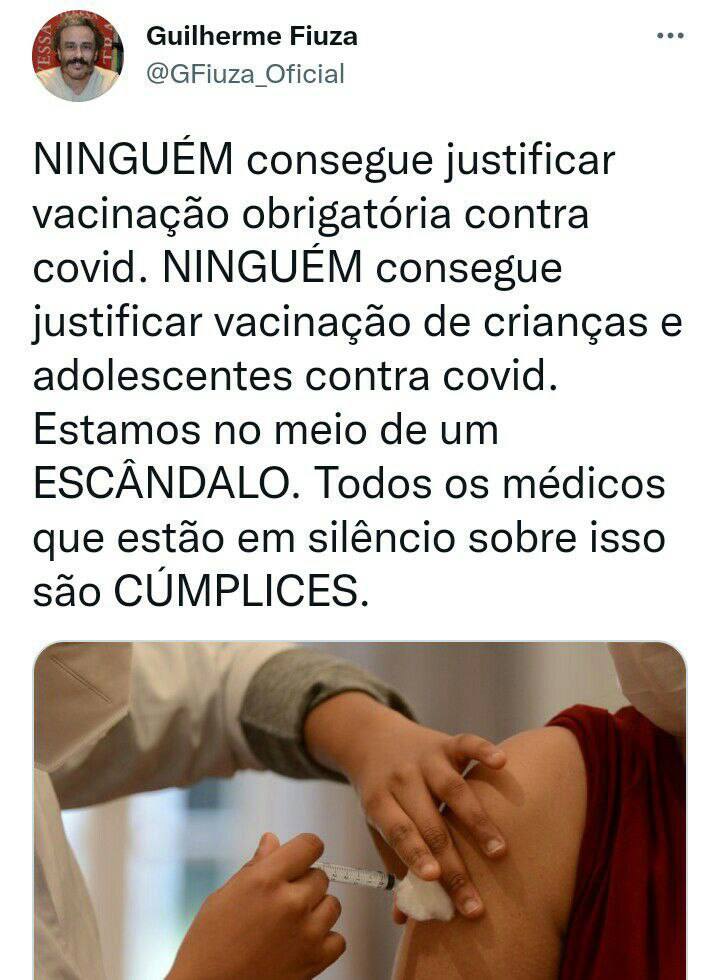 Guilherme Fiuza
@GFiuza_Oficial
NINGUÉM consegue justificar
vacinação obrigatória contra
covid. NINGUÉM consegue
justificar vacinação de crianças e
adolescentes contra covid.
Estamos no meio de um
ESCÂNDALO. Todos os médicos
que estão em silêncio sobre isso
são CÚMPLICES.